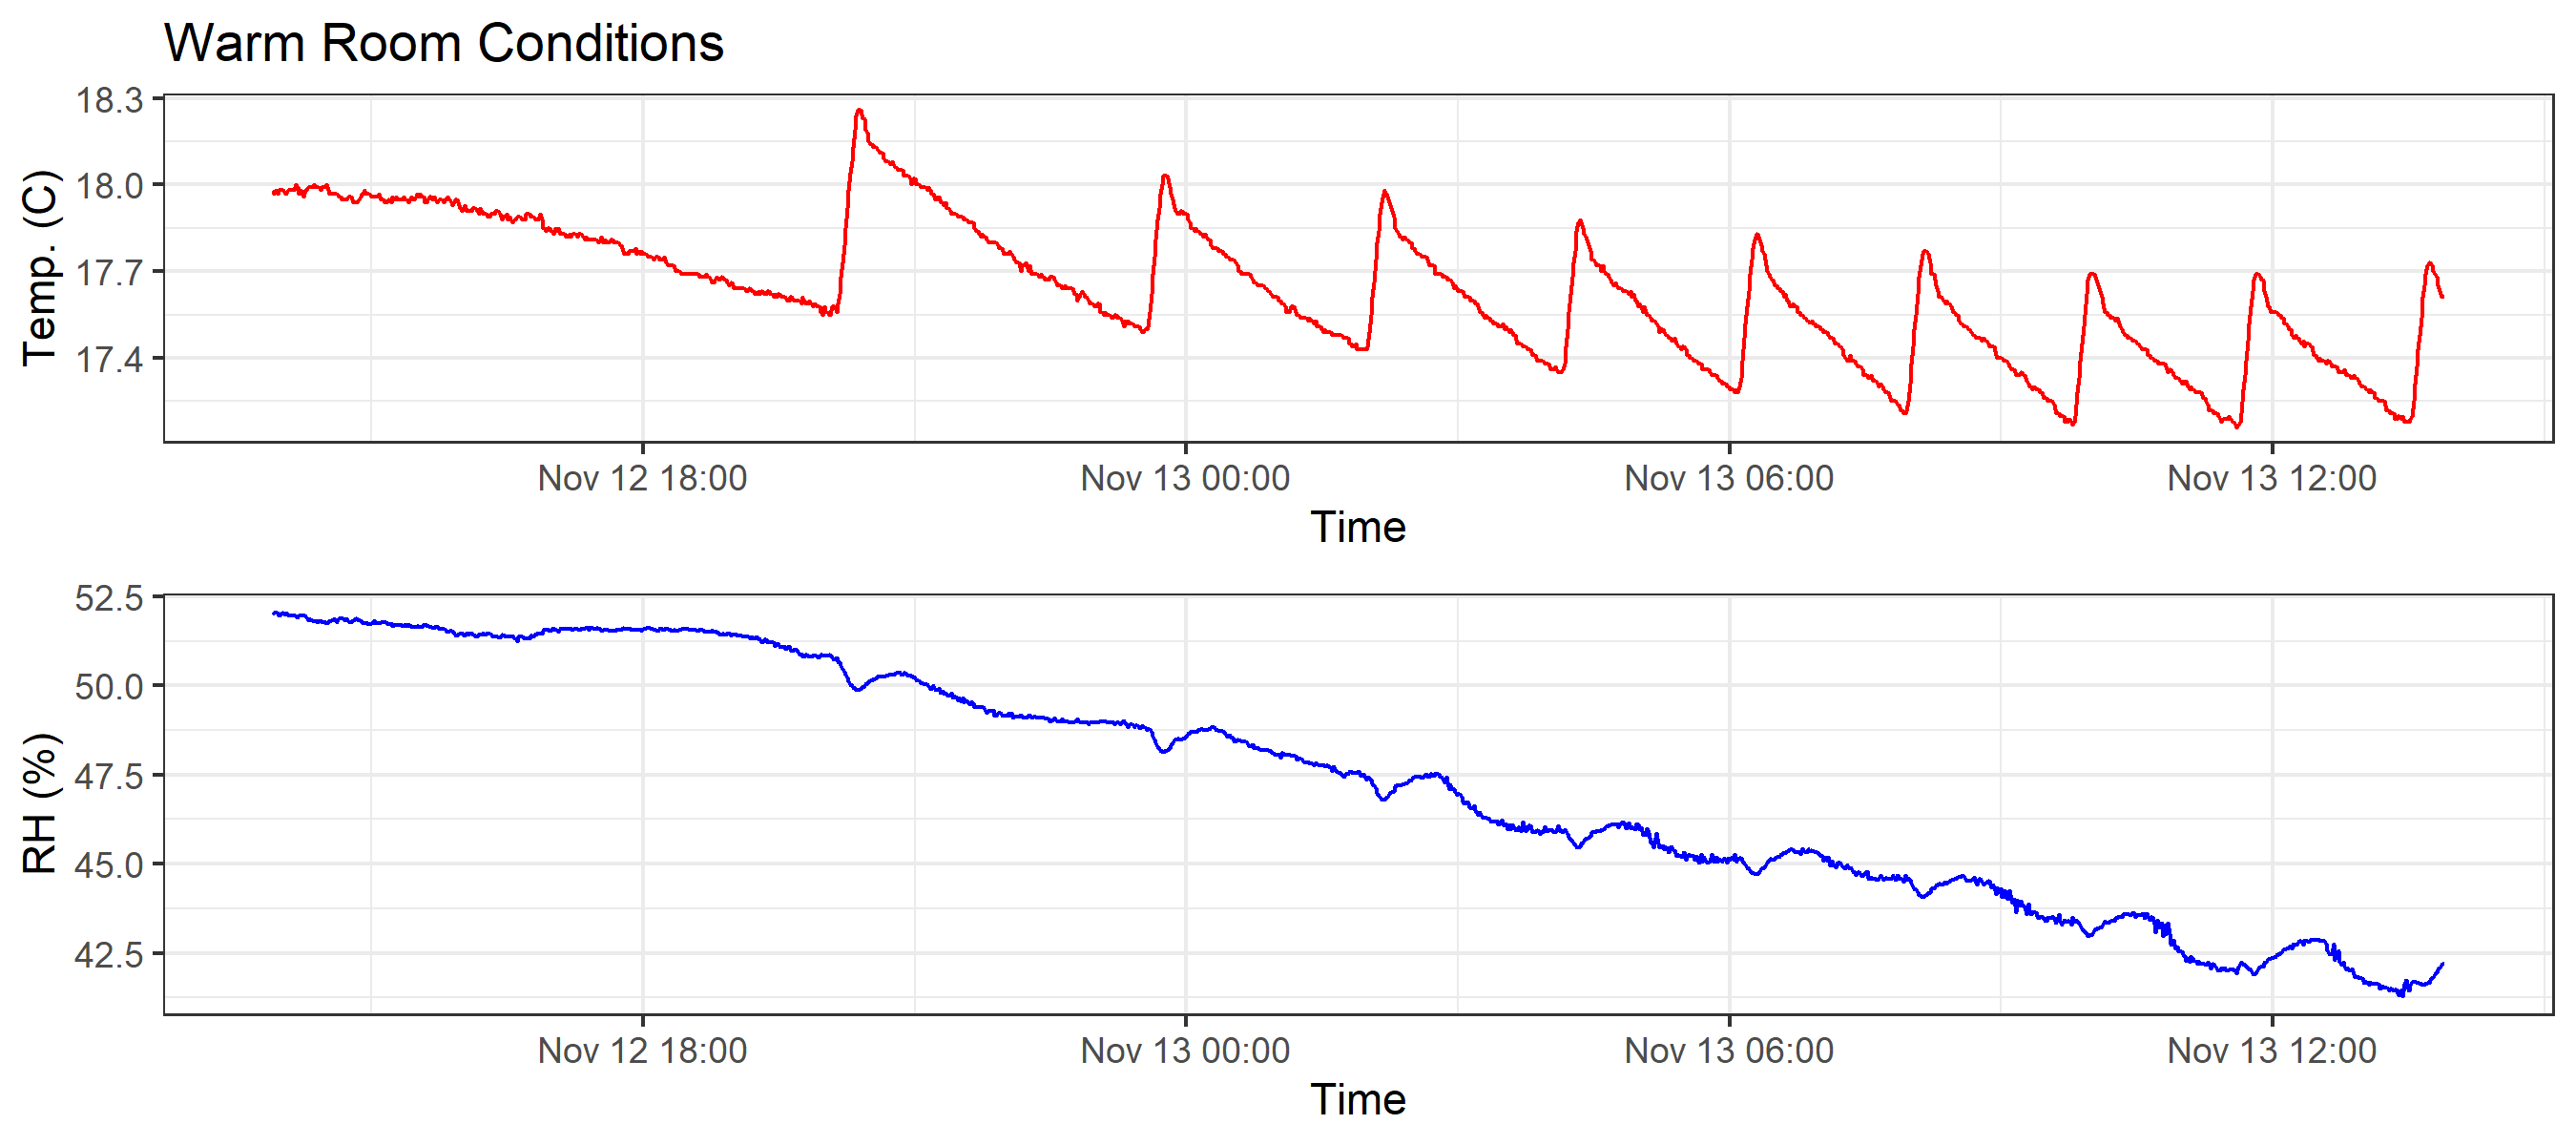 Warm Room Conditions
18.3
18.0
17.7
17.4
Temp. (C)
Nov 12 18:00 Nov 13 00:00 Nov 13 06:00 Nov 13 12:00
Time
52.5
50.0
47.5
45.0
42.5
RH (%)
Nov 12 18:00 Nov 13 00:00 Nov 13 06:00 Nov 13 12:00
Time